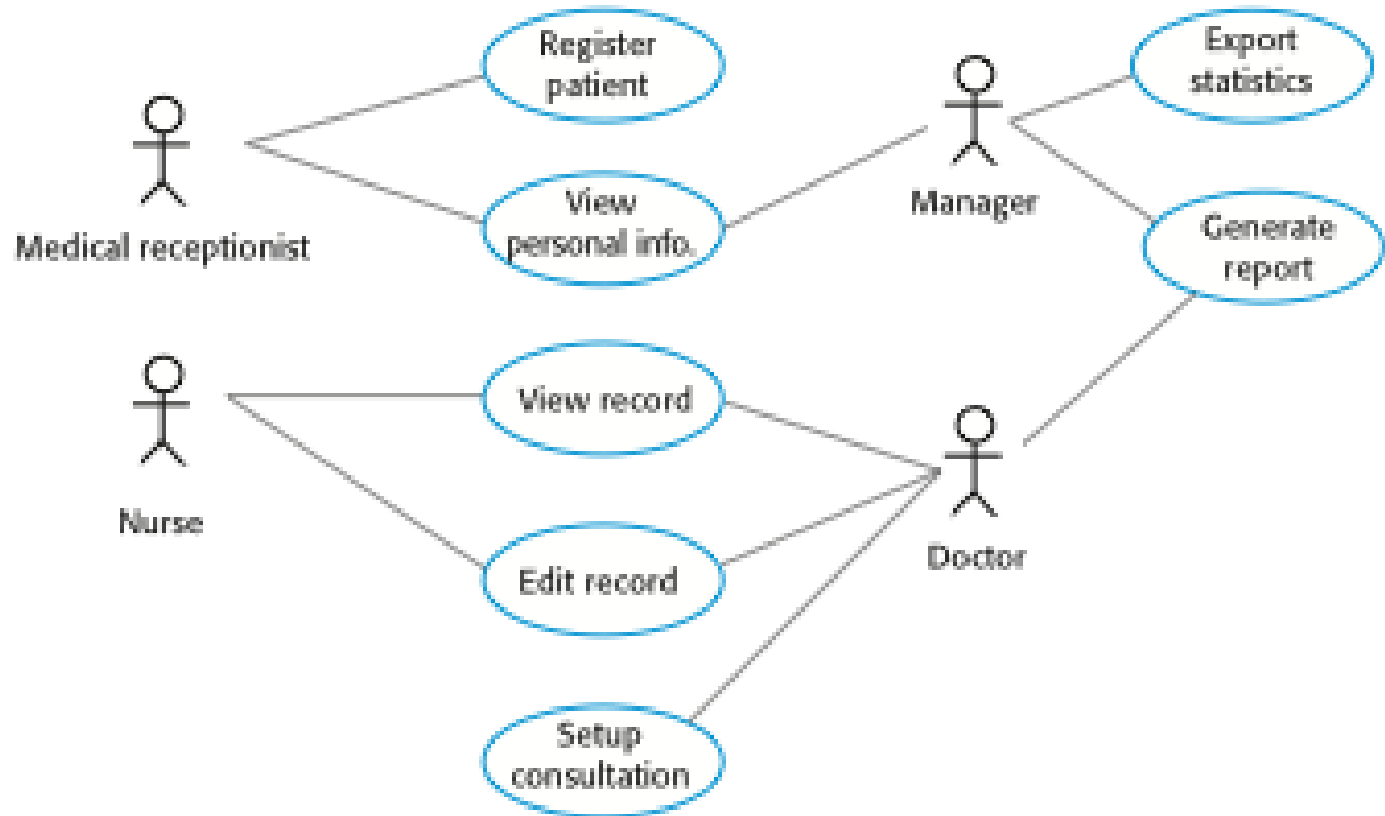 Register
patient
Export
statistics
View
personal info.
Manager
Medical receptionist
Generate
report
View record
Nurse
Edit record
Doctor
Setup
consultation